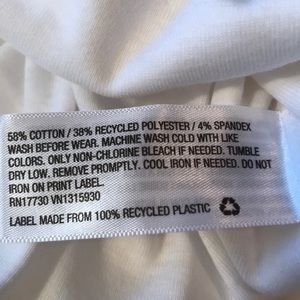 58% COTTON / 38% RECYCLED POLYESTER / 4% SPANDEX
WASH BEFORE WEAR. MACHINE WASH COLD WITH LIKE
COLORS. ONLY NON-CHLORINE BLEACH IF NEEDED. TUMBLE
DRY LOW. REMOVE PROMPTLY. COOL IRON IF NEEDED. DO NOT
IRON ON PRINT LABEL.
RN17730 VN1315930
LABEL MADE FROM 100% RECYCLED PLASTIC